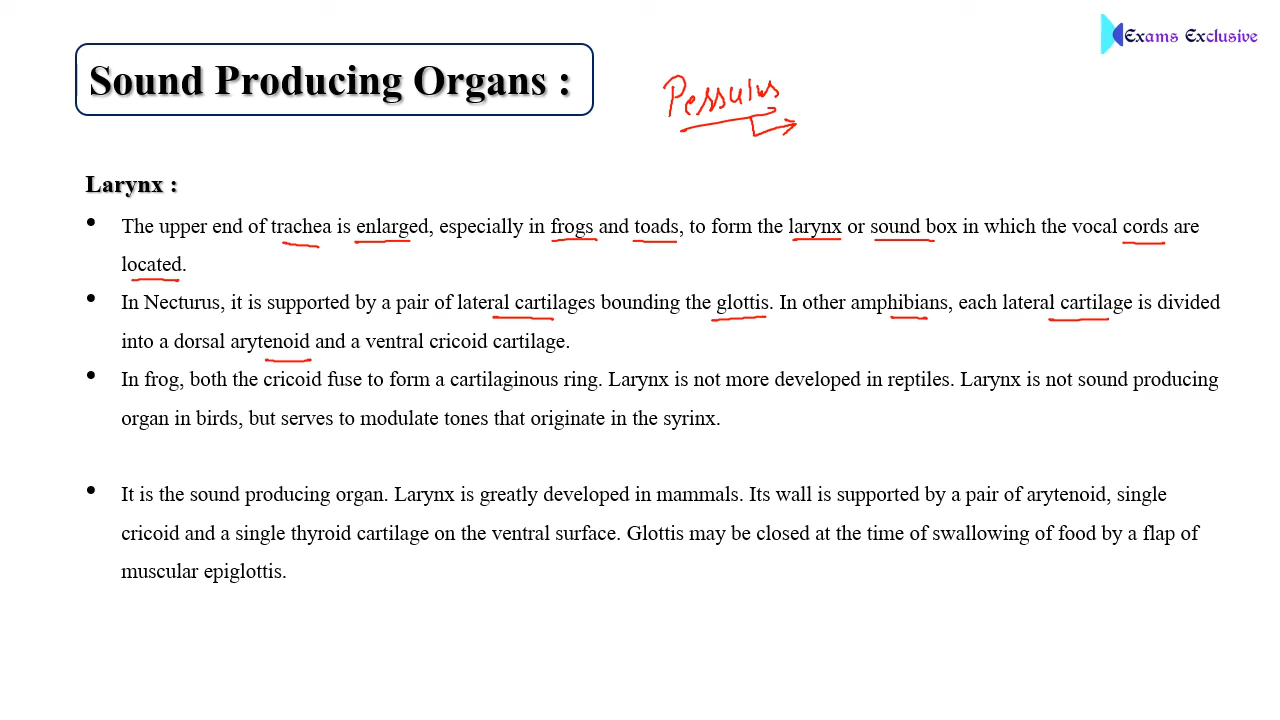 Exams Exclusive
Sound Producing Organs :
Pessulus
Larynx :
• The upper end of trachea is enlarged, especially in frogs and toads, to form the larynx or sound box in which the vocal cords are
located.
• In Necturus, it is supported by a pair of lateral cartilages bounding the glottis. In other amphibians, each lateral cartilage is divided
into a dorsal arytenoid and a ventral cricoid cartilage.
• In frog, both the cricoid fuse to form a cartilaginous ring. Larynx is not more developed in reptiles. Larynx is not sound producing
organ in birds, but serves to modulate tones that originate in the syrinx.
• It is the sound producing organ. Larynx is greatly developed in mammals. Its wall is supported by a pair of arytenoid, single
cricoid and a single thyroid cartilage on the ventral surface. Glottis may be closed at the time of swallowing of food by a flap of
muscular epiglottis.